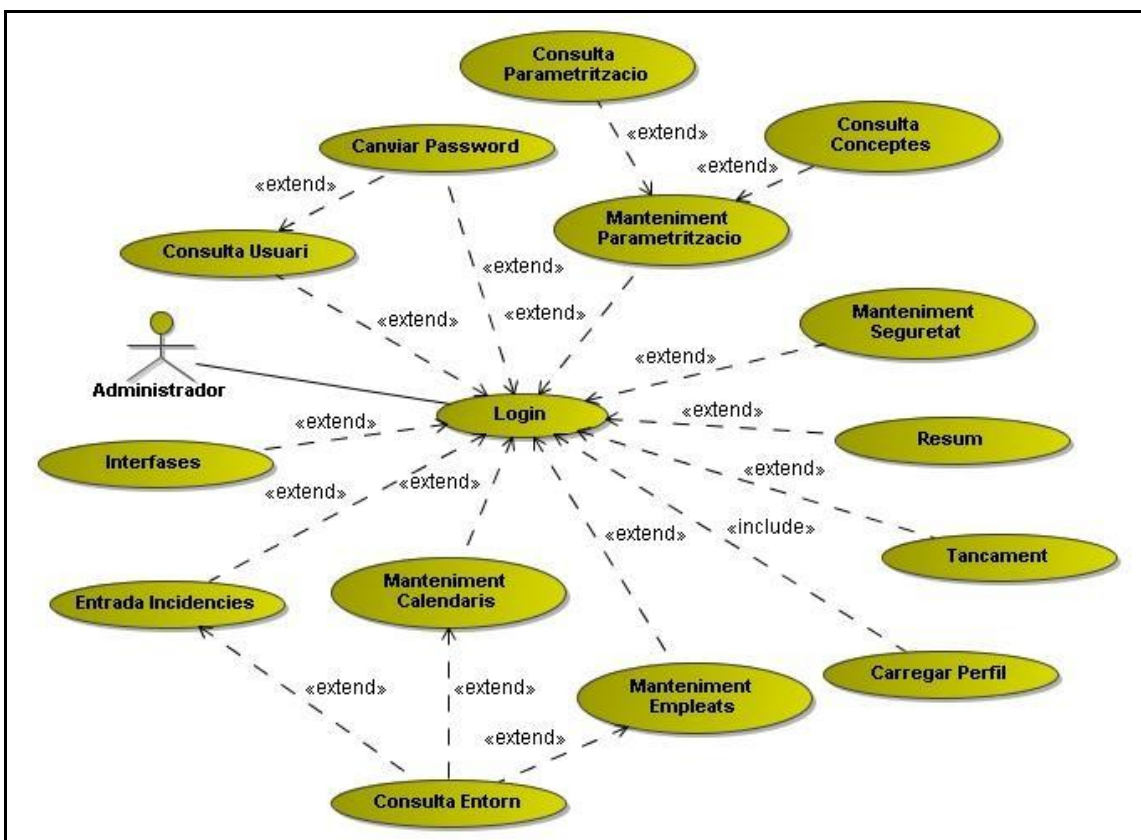 Consulta
Parametritzacio
«extend»
Consulta
Conceptes
Canviar Password
«extend»
«extend»
Manteniment
Parametritzacio
Consulta Usuari
«extend»
«extend»
«extend»
Manteniment
Seguretat
«extend»
Administrador
Login
«extend»
Resum
«extend»
Interfases
«extend»
«extend»
«extend»
«extend»
«include»
Tancament
Manteniment
Calendaris
Entrada Incidencies
Carregar Perfil
Manteniment
Empleats
«extend»
«extend»
«extend»
Consulta Entorn